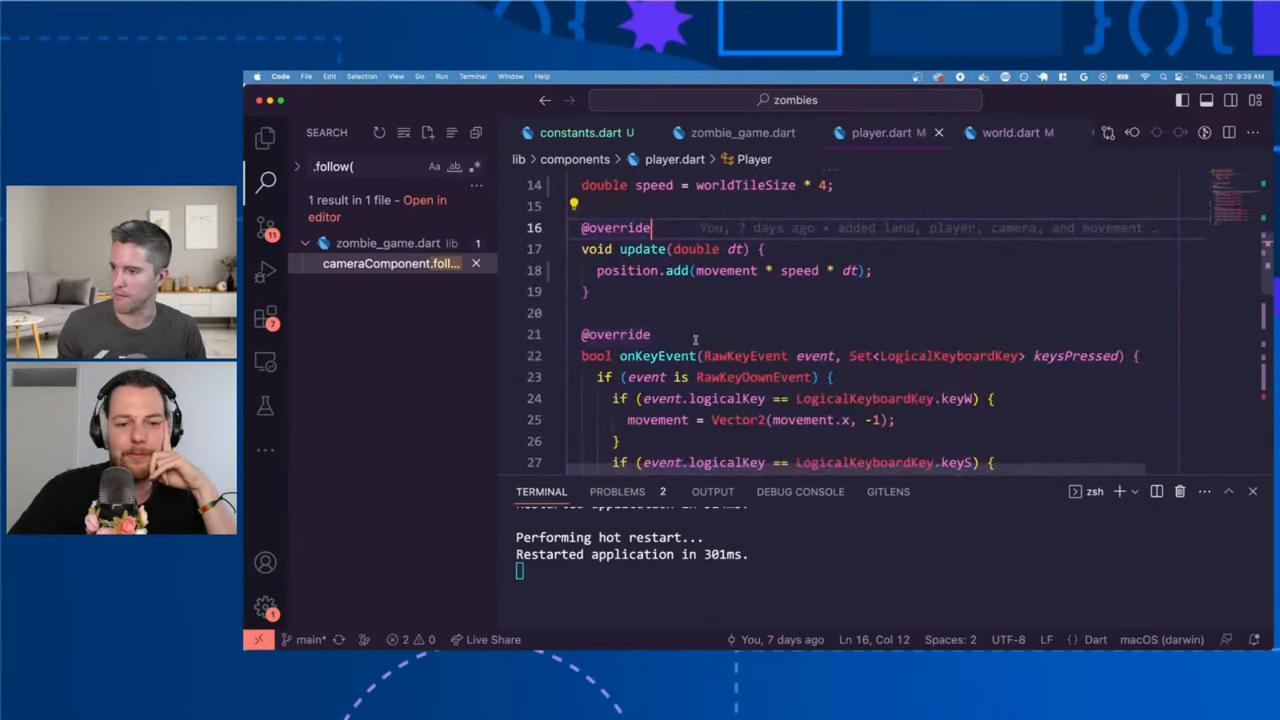 Code File Edit Selection View Go Run Terminal Window Help
Thu Aug 10 9:39 AM
zombies
SEARCH
constants.dart U
zombie_game.dart
player.dart M
world.dart M
lib components player.dart Player
.follow(
Aa ab
1 result in 1 file - Open in
editor
zombie_game.dart lib 1
cameraComponent.foll...
14 double speed = worldTileSize * 4;
15
16 @override You, 7 days ago • added land, player, camera, and movement …
17 void update(double dt) {
18 position.add(movement * speed * dt);
19 }
20
21 @override
22 bool onKeyEvent(RawKeyEvent event, Set<LogicalKeyboardKey> keysPressed) {
23 if (event is RawKeyDownEvent) {
24 if (event.logicalKey == LogicalKeyboardKey.keyW) {
25 movement = Vector2(movement.x, -1);
26 }
27 if (event.logicalKey == LogicalKeyboardKey.keyS) {
11
7
1
TERMINAL PROBLEMS 2 OUTPUT DEBUG CONSOLE GITLENS
zsh
Performing hot restart...
Restarted application in 301ms.
main* 2 0 Live Share
You, 7 days ago Ln 16, Col 12 Spaces: 2 UTF-8 LF { } Dart macOS (darwin)